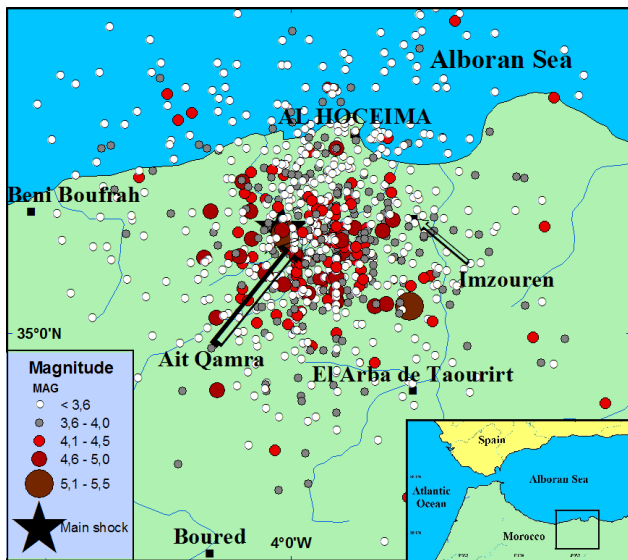 Alboran Sea
AL HOCEIMA
Beni Boufrah
Imzouren
35°0'N
Ait Qamra
El Arba de Taourirt
Magnitude
MAG
< 3,6
3,6 - 4,0
4,1 - 4,5
4,6 - 5,0
5,1 - 5,5
Main shock
Boured
4°0'W
Spain
Atlantic
Ocean
Alboran Sea
Morocco